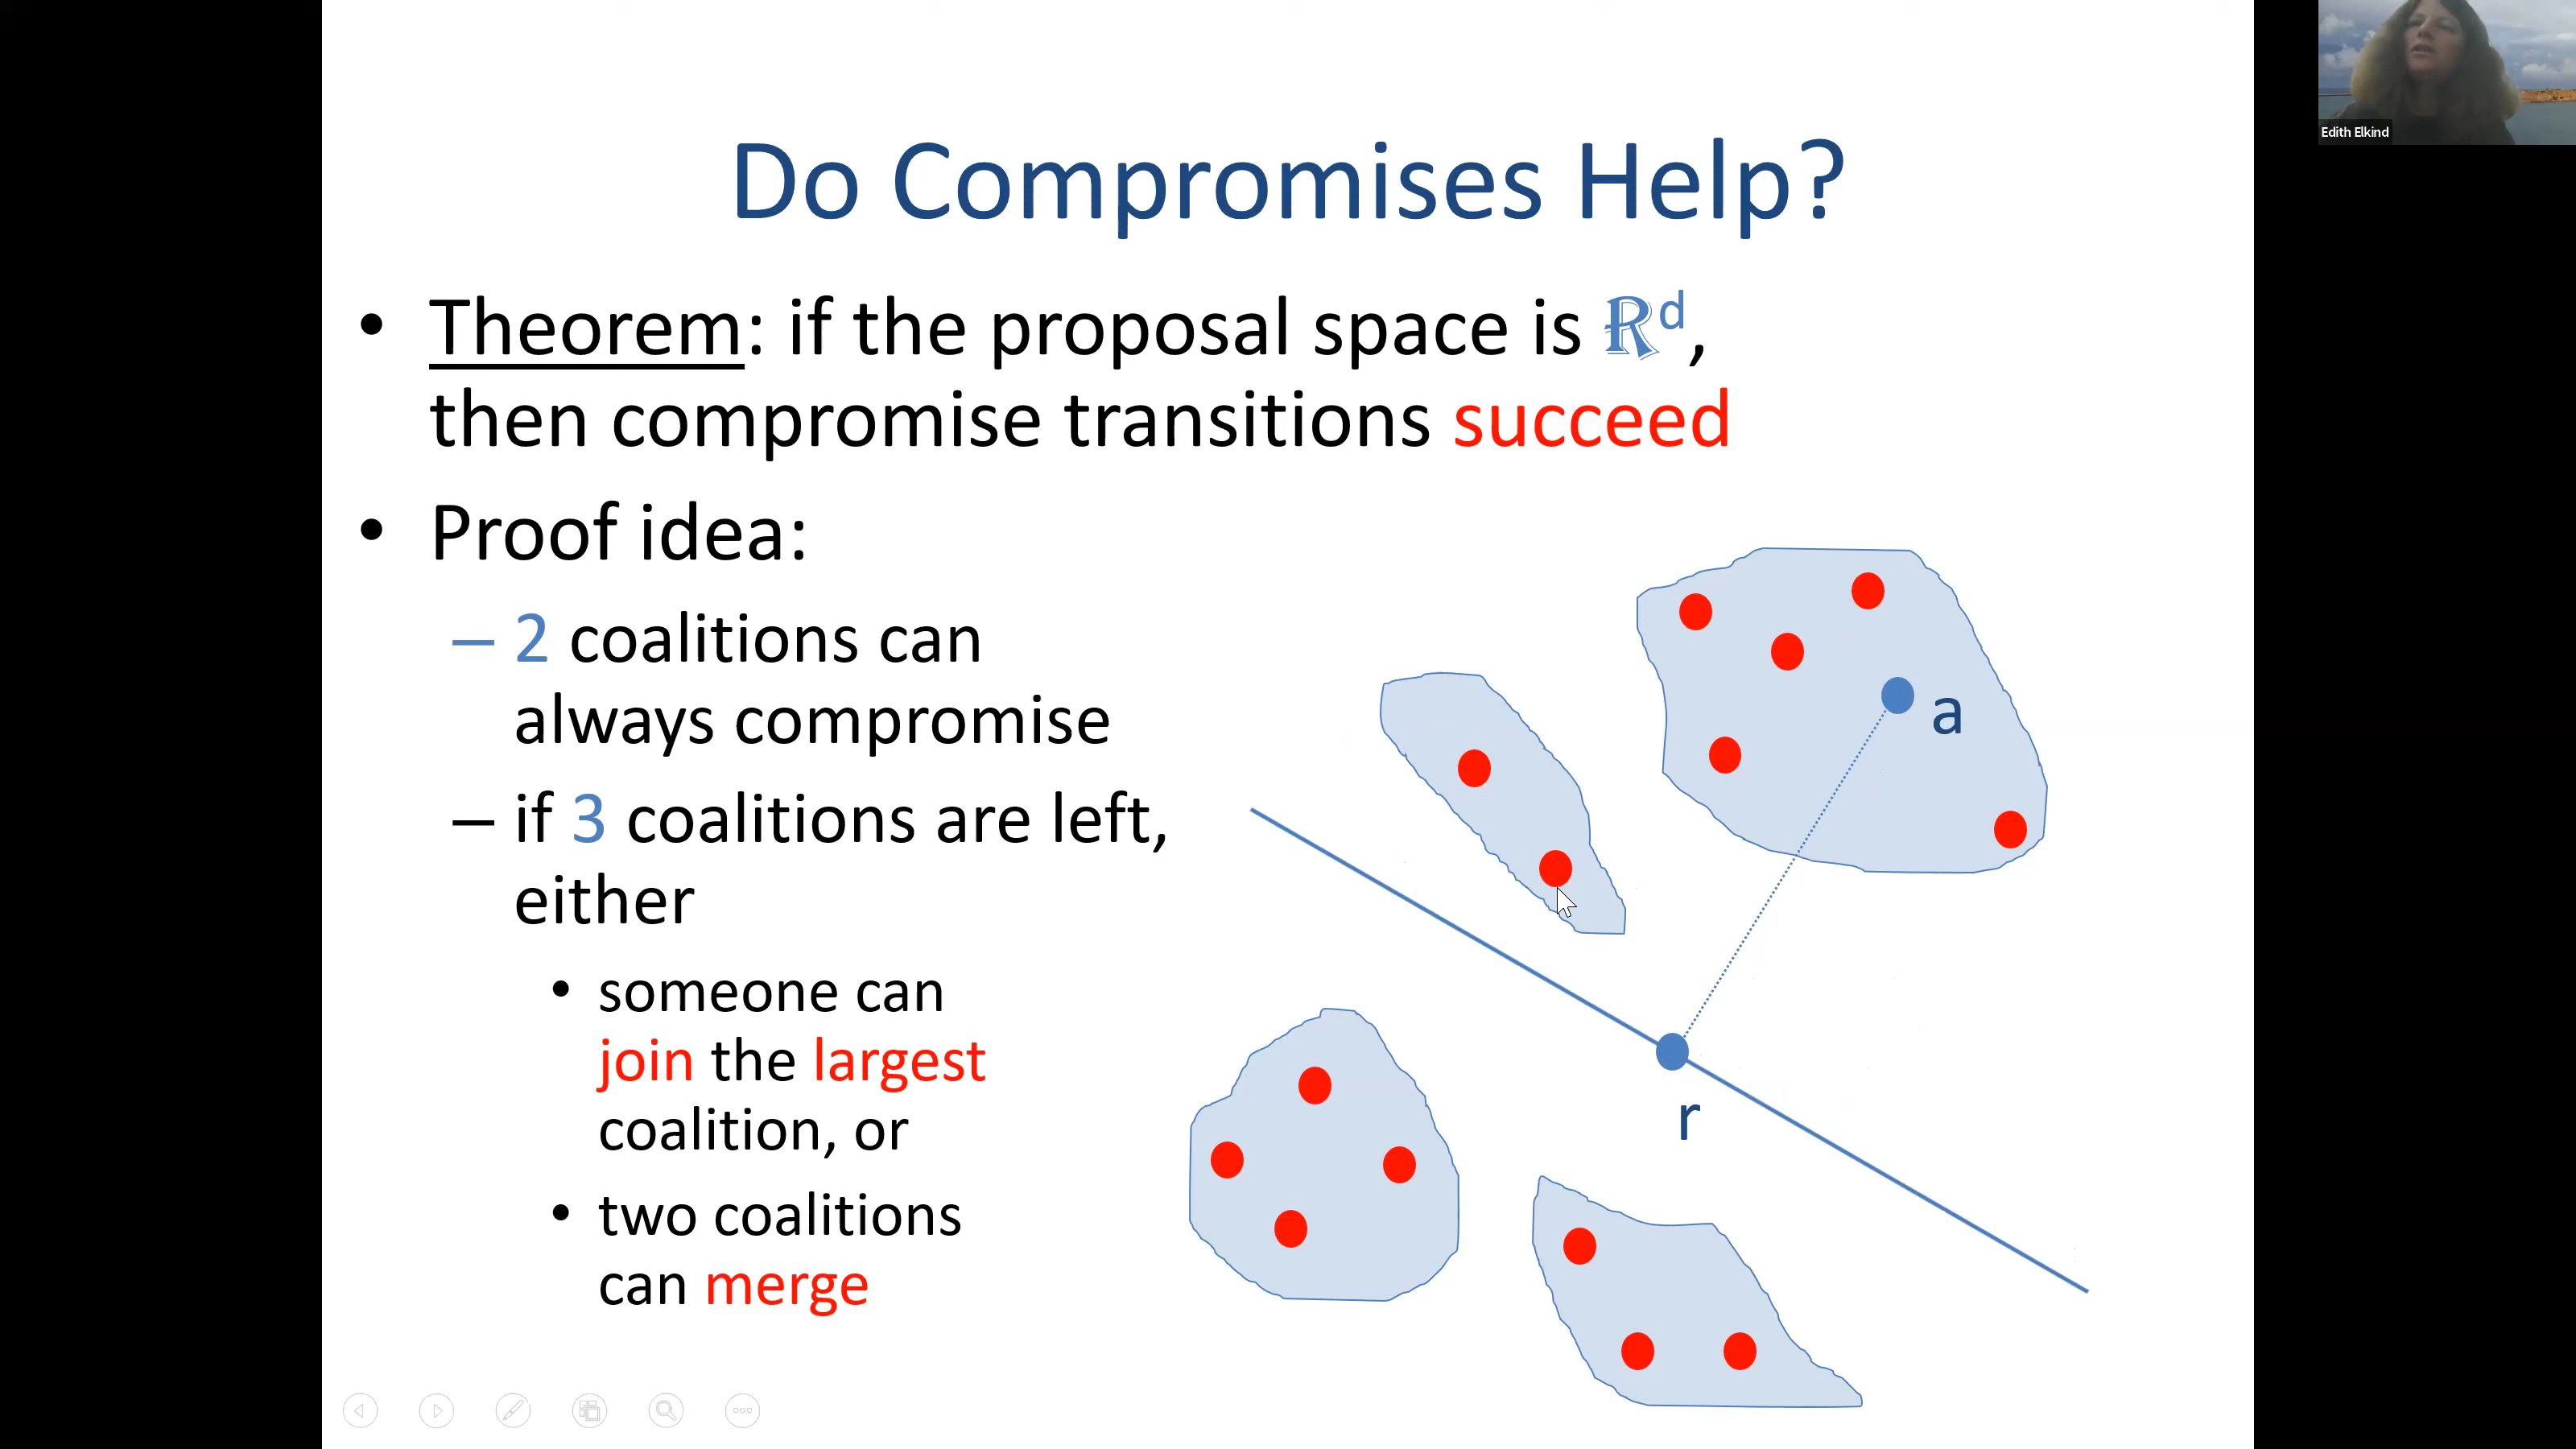 Edith Elkind
Do Compromises Help?
• Theorem: if the proposal space is ℝᵈ,
then compromise transitions succeed
• Proof idea:
– 2 coalitions can
always compromise
– if 3 coalitions are left,
either
• someone can
join the largest
coalition, or
• two coalitions
can merge
a
r